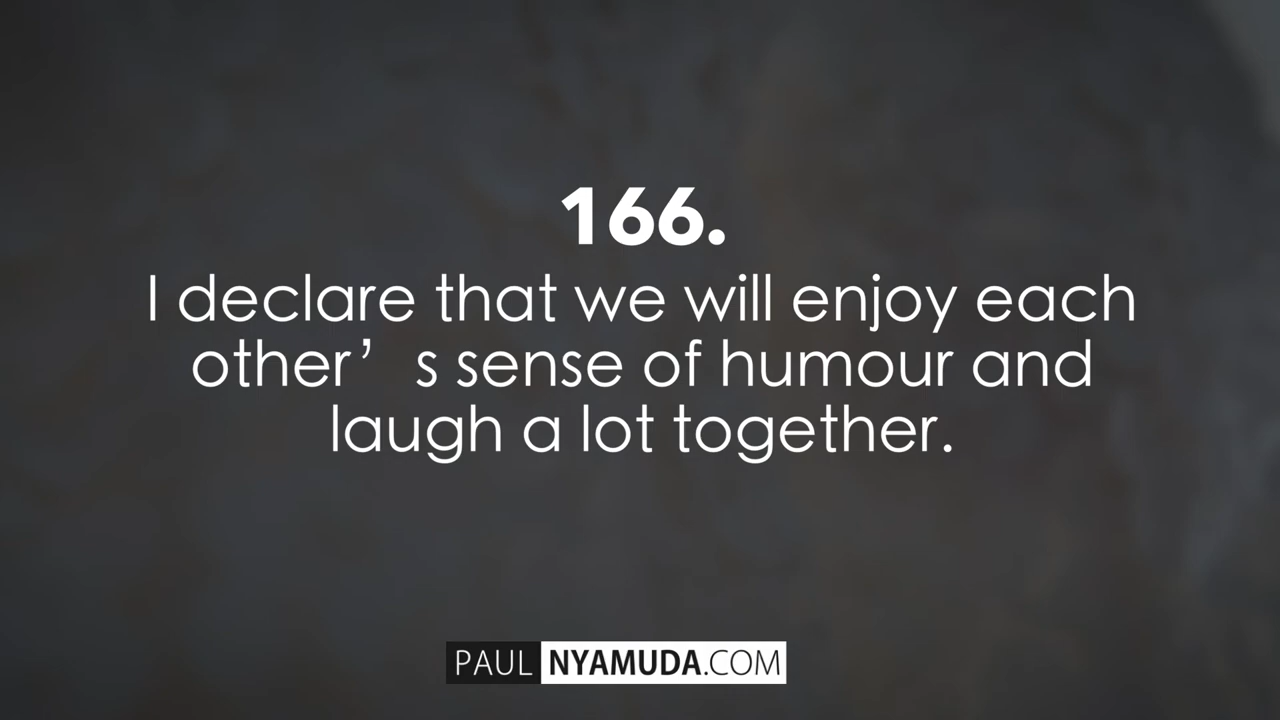 166.
I declare that we will enjoy each
other’ s sense of humour and
laugh a lot together.
PAUL NYAMUDA.COM